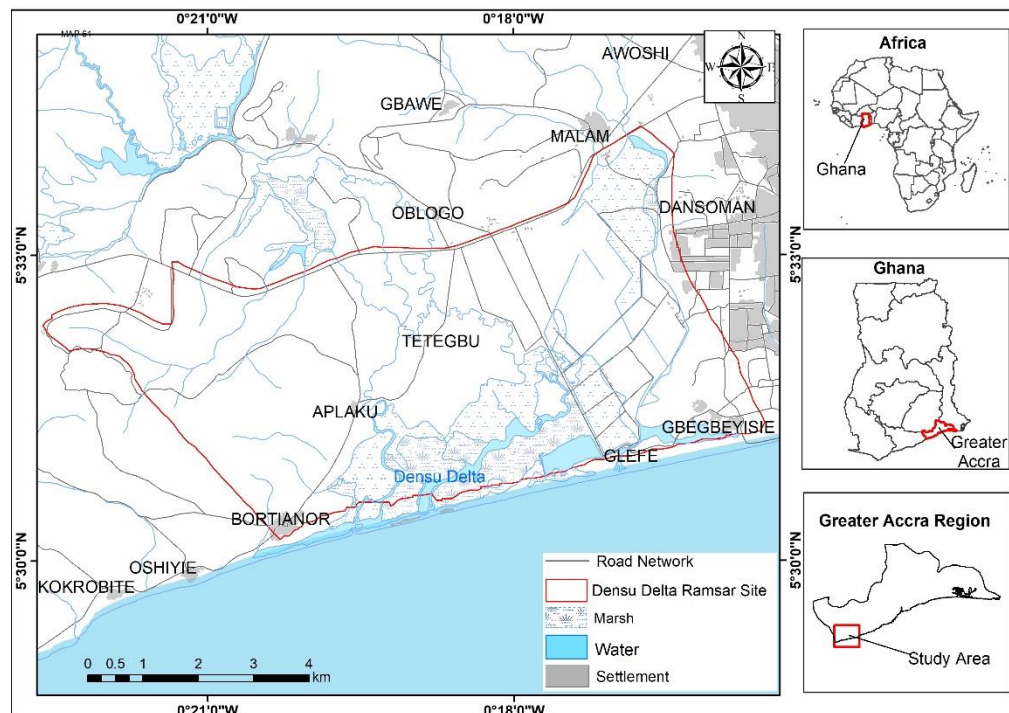 0°21'0"W
0°18'0"W
MAP 61
AWOSHI
N
W
E
S
GBAWE
MALAM
OBLOGO
DANSOMAN
5°33'0"N
5°33'0"N
TETEGBU
APLAKU
GBEGBEYISIE
GLEFE
Densu Delta
BORTIANOR
OSHIYIE
KOKROBITE
5°30'0"N
5°30'0"N
Road Network
Densu Delta Ramsar Site
Marsh
Water
Settlement
0 0.5 1 2 3 4
km
0°21'0"W
0°18'0"W
Africa
Ghana
Ghana
Greater
Accra
Greater Accra Region
Study Area